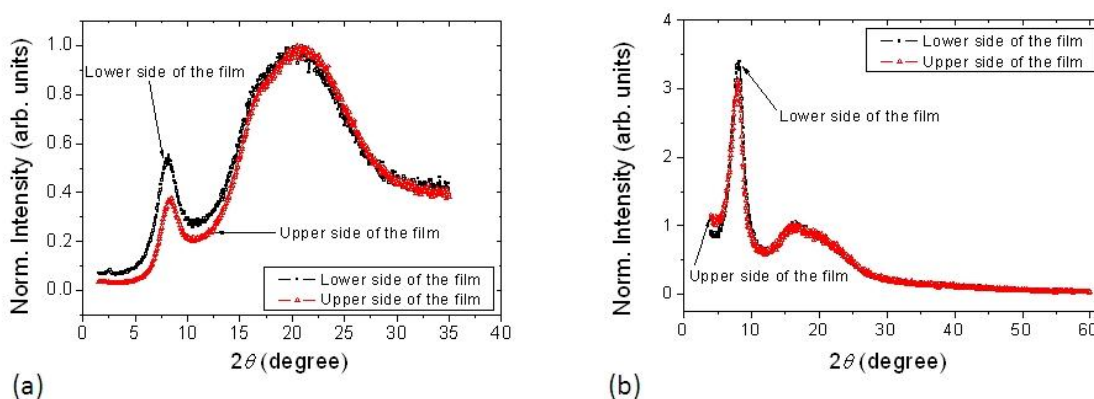 Norm. Intensity (arb. units)
1.0
0.8
0.6
0.4
0.2
0.0
Lower side of the film
Upper side of the film
Lower side of the film
Upper side of the film
0 5 10 15 20 25 30 35 40
2θ (degree)
(a)
Norm. Intensity (arb. units)
4
3
2
1
0
Lower side of the film
Upper side of the film
Lower side of the film
Upper side of the film
0 10 20 30 40 50 60
2θ (degree)
(b)